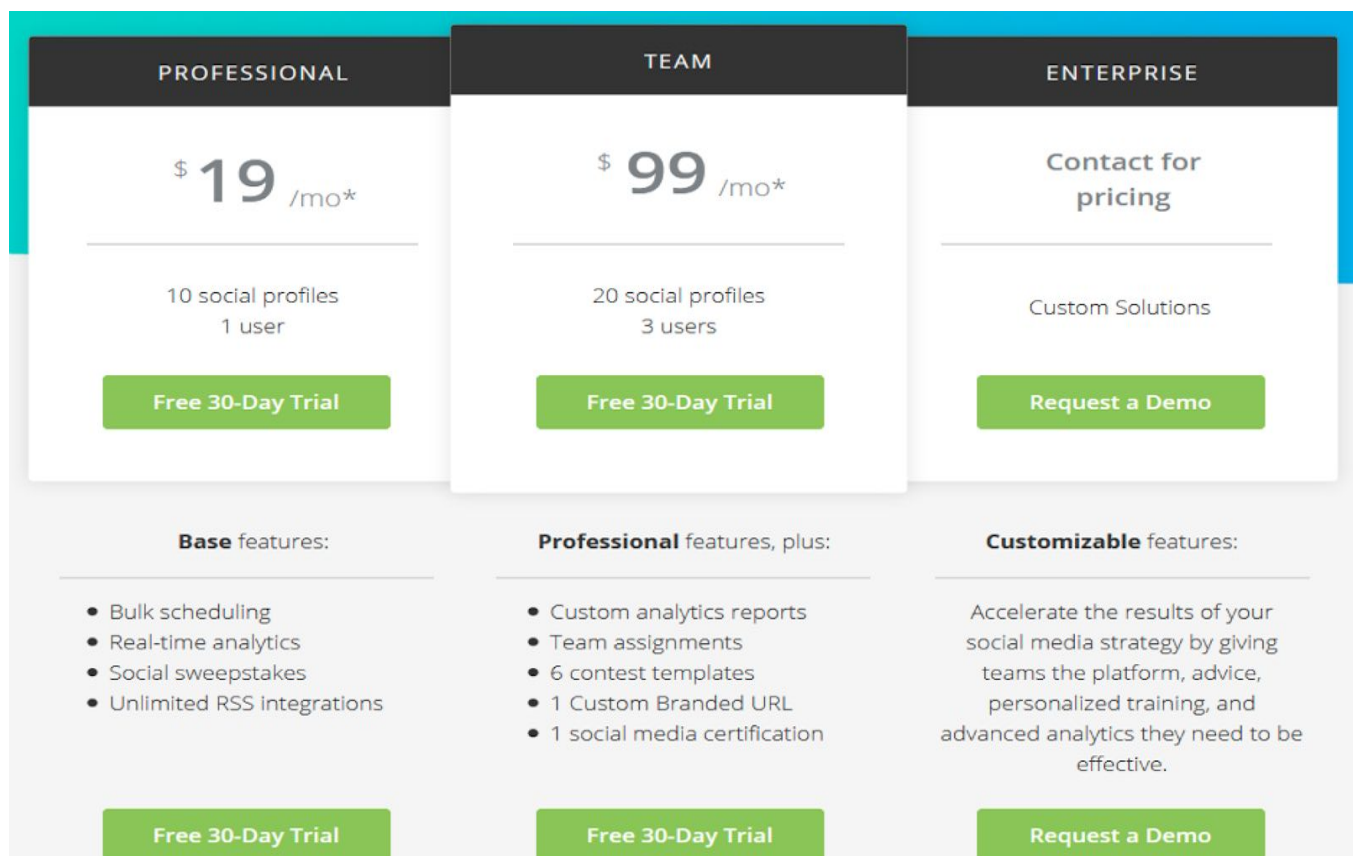 PROFESSIONAL
$ 19 /mo*
10 social profiles
1 user
Free 30-Day Trial
TEAM
$ 99 /mo*
20 social profiles
3 users
Free 30-Day Trial
ENTERPRISE
Contact for
pricing
Custom Solutions
Request a Demo
Base features:
• Bulk scheduling
• Real-time analytics
• Social sweepstakes
• Unlimited RSS integrations
Free 30-Day Trial
Professional features, plus:
• Custom analytics reports
• Team assignments
• 6 contest templates
• 1 Custom Branded URL
• 1 social media certification
Free 30-Day Trial
Customizable features:
Accelerate the results of your
social media strategy by giving
teams the platform, advice,
personalized training, and
advanced analytics they need to be
effective.
Request a Demo